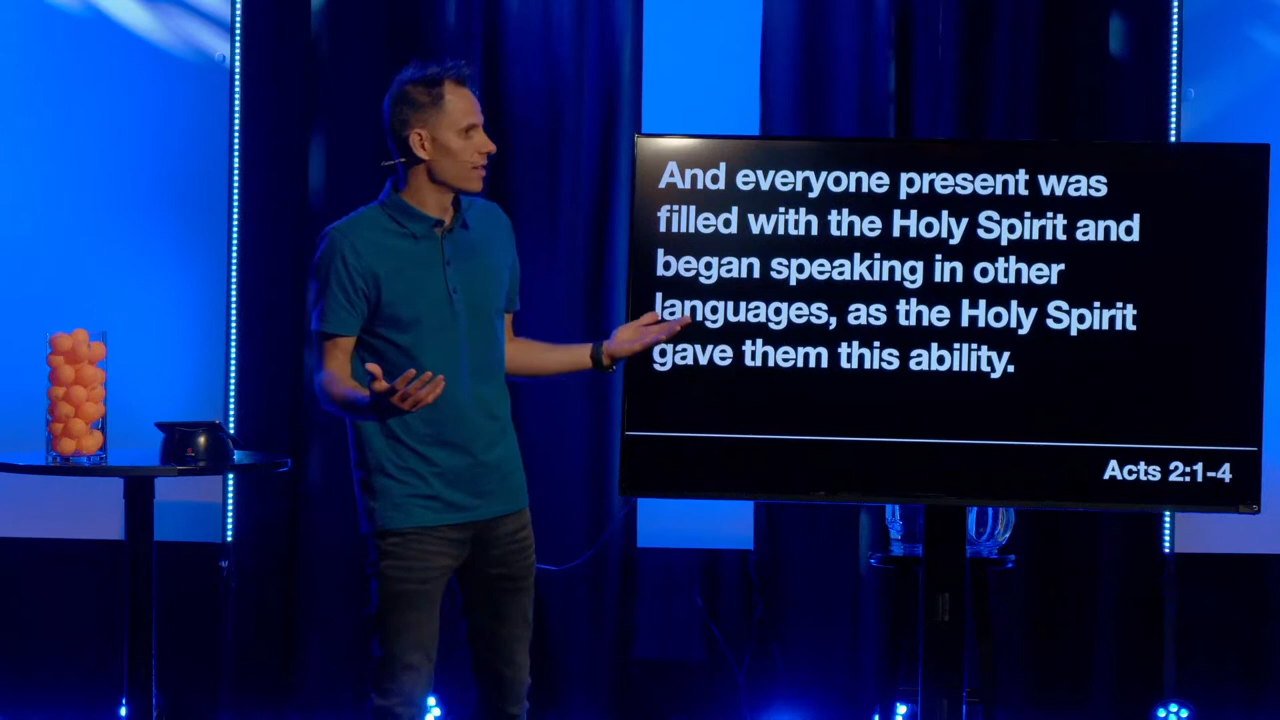 And everyone present was
filled with the Holy Spirit and
began speaking in other
languages, as the Holy Spirit
gave them this ability.
Acts 2:1-4